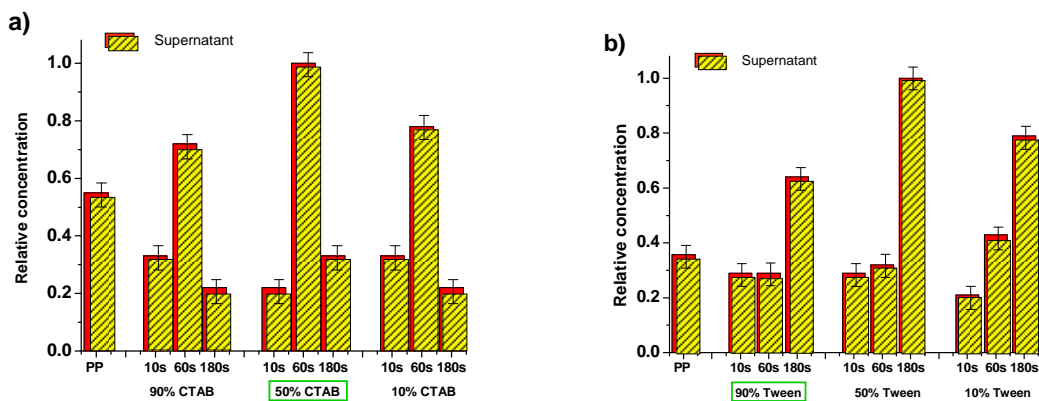 a)
Supernatant
Relative concentration
1.0
0.8
0.6
0.4
0.2
0.0
PP
10s 60s 180s
10s 60s 180s
10s 60s 180s
90% CTAB
50% CTAB
10% CTAB
b)
Supernatant
Relative concentration
1.0
0.8
0.6
0.4
0.2
0.0
PP
10s 60s 180s
10s 60s 180s
10s 60s 180s
90% Tween
50% Tween
10% Tween